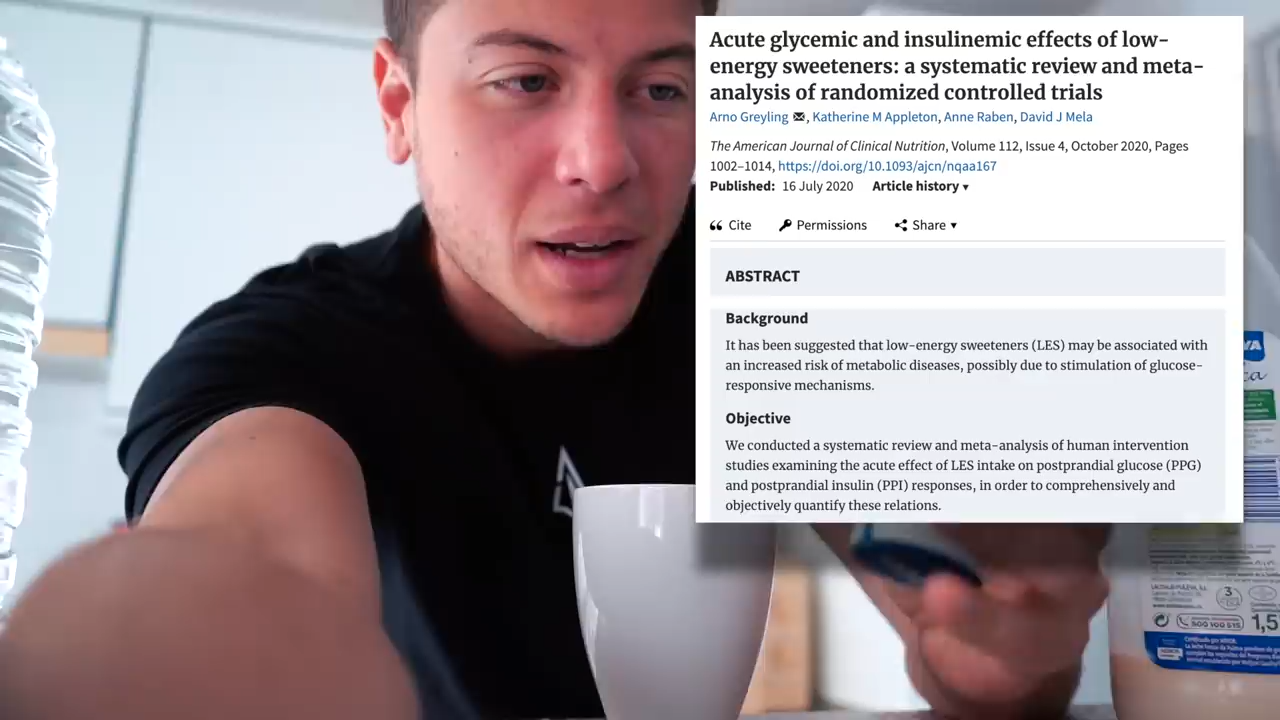 Acute glycemic and insulinemic effects of low-
energy sweeteners: a systematic review and meta-
analysis of randomized controlled trials
Arno Greyling , Katherine M Appleton, Anne Raben, David J Mela
The American Journal of Clinical Nutrition, Volume 112, Issue 4, October 2020, Pages
1002–1014, https://doi.org/10.1093/ajcn/nqaa167
Published: 16 July 2020 Article history
Cite Permissions Share
ABSTRACT
Background
It has been suggested that low-energy sweeteners (LES) may be associated with
an increased risk of metabolic diseases, possibly due to stimulation of glucose-
responsive mechanisms.
Objective
We conducted a systematic review and meta-analysis of human intervention
studies examining the acute effect of LES intake on postprandial glucose (PPG)
and postprandial insulin (PPI) responses, in order to comprehensively and
objectively quantify these relations.
3
1,5